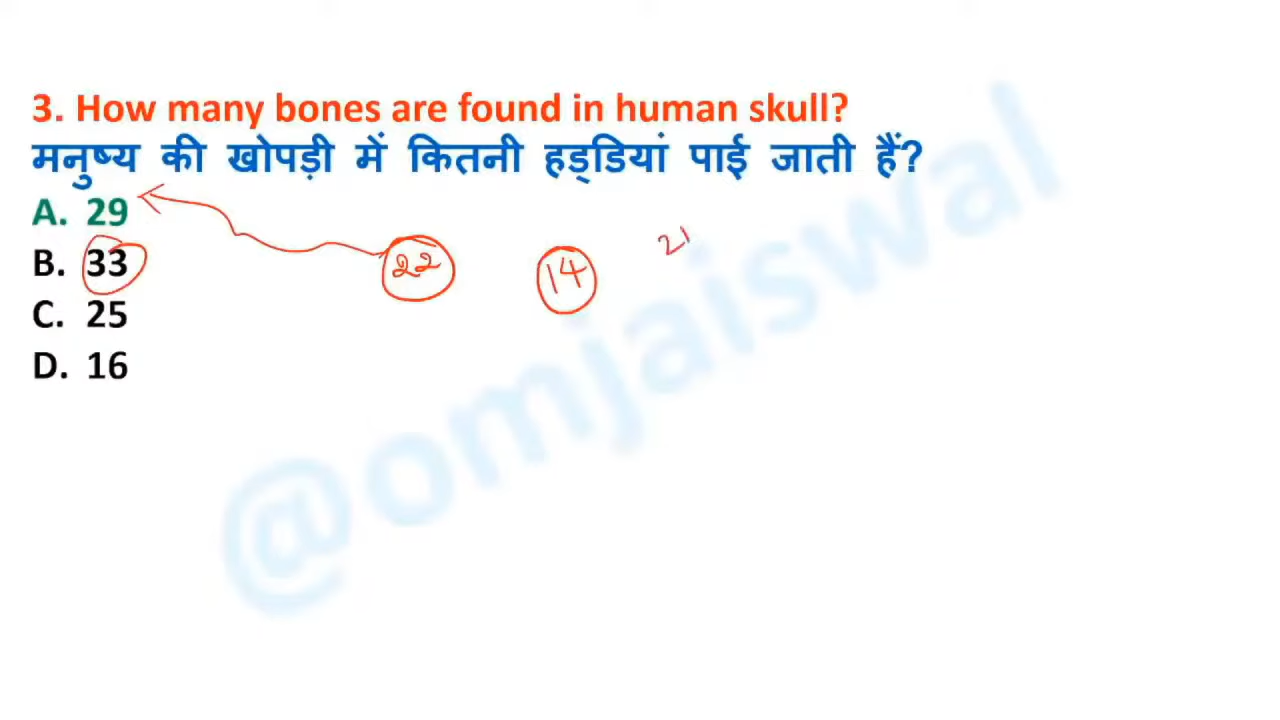 3. How many bones are found in human skull?
मनुष्य की खोपड़ी में कितनी हड्डियां पाई जाती हैं?
A. 29
B. 33
C. 25
D. 16
22
14
21
@omjaiswal